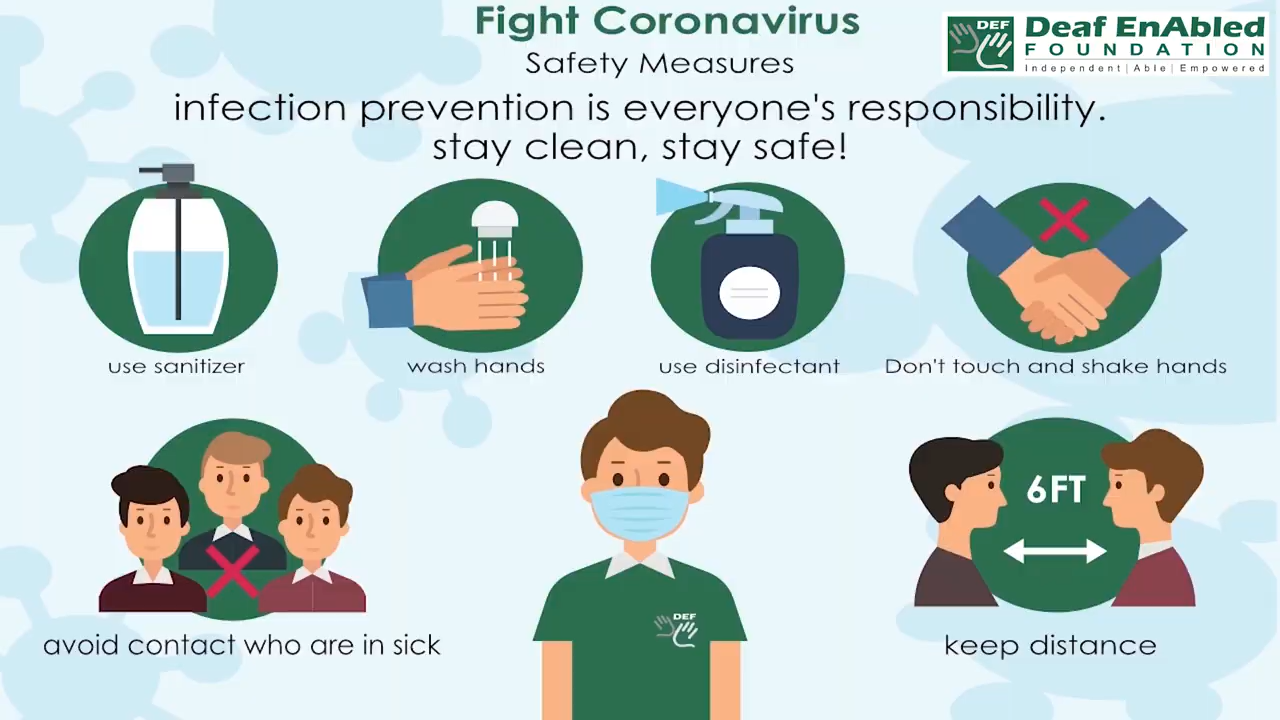 Fight Coronavirus
Safety Measures
DEF
Deaf EnAbled
FOUNDATION
Independent | Able | Empowered
infection prevention is everyone's responsibility.
stay clean, stay safe!
use sanitizer
wash hands
use disinfectant
Don't touch and shake hands
6FT
DEF
avoid contact who are in sick
keep distance